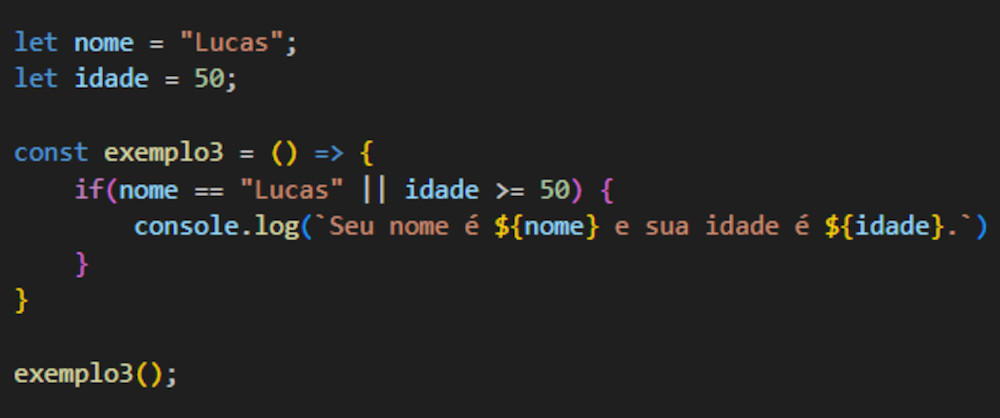 let nome = "Lucas";
let idade = 50;
const exemplo3 = () => {
if(nome == "Lucas" || idade >= 50) {
console.log(`Seu nome é ${nome} e sua idade é ${idade}.`)
}
}
exemplo3();